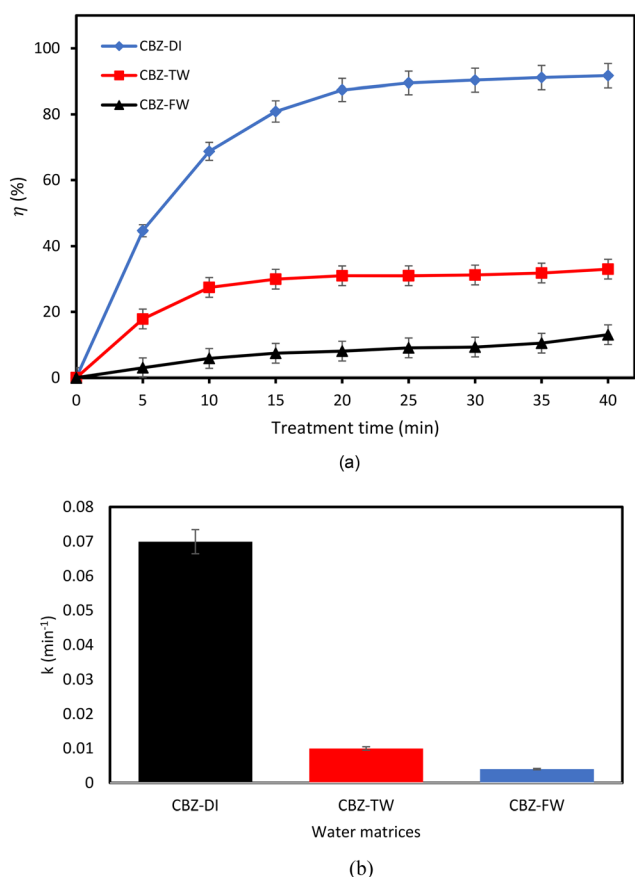 100
80
60
40
20
0
η (%)
CBZ-DI
CBZ-TW
CBZ-FW
0 5 10 15 20 25 30 35 40
Treatment time (min)
(a)
0.08
0.07
0.06
0.05
0.04
0.03
0.02
0.01
0
k (min⁻¹)
CBZ-DI CBZ-TW CBZ-FW
Water matrices
(b)